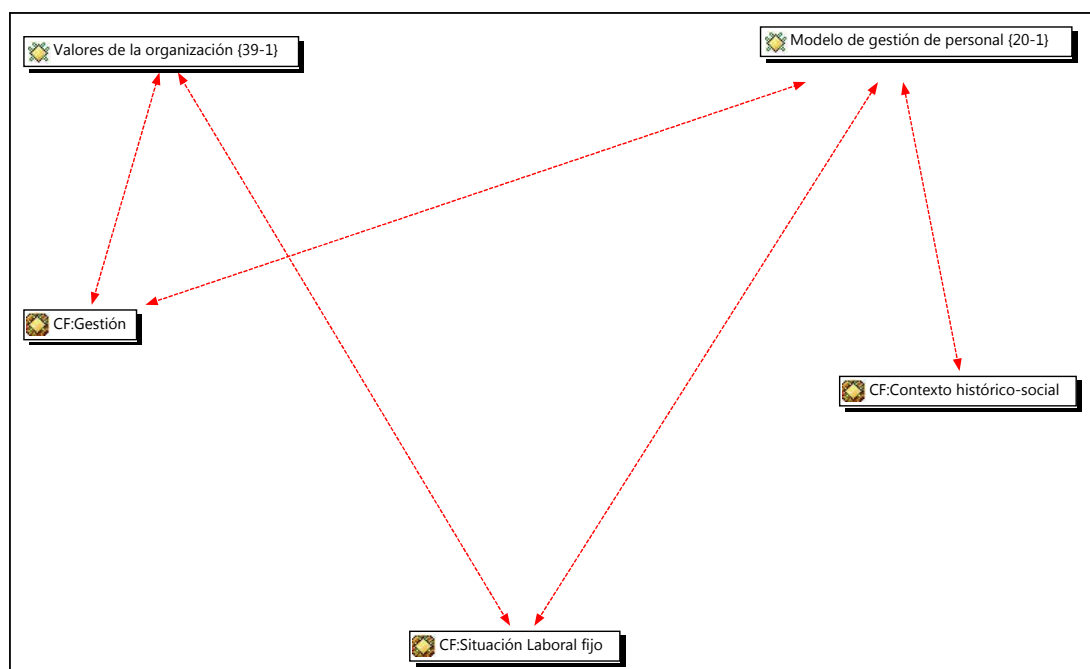 Valores de la organización {39-1}
Modelo de gestión de personal {20-1}
CF:Gestión
CF:Contexto histórico-social
CF:Situación Laboral fijo